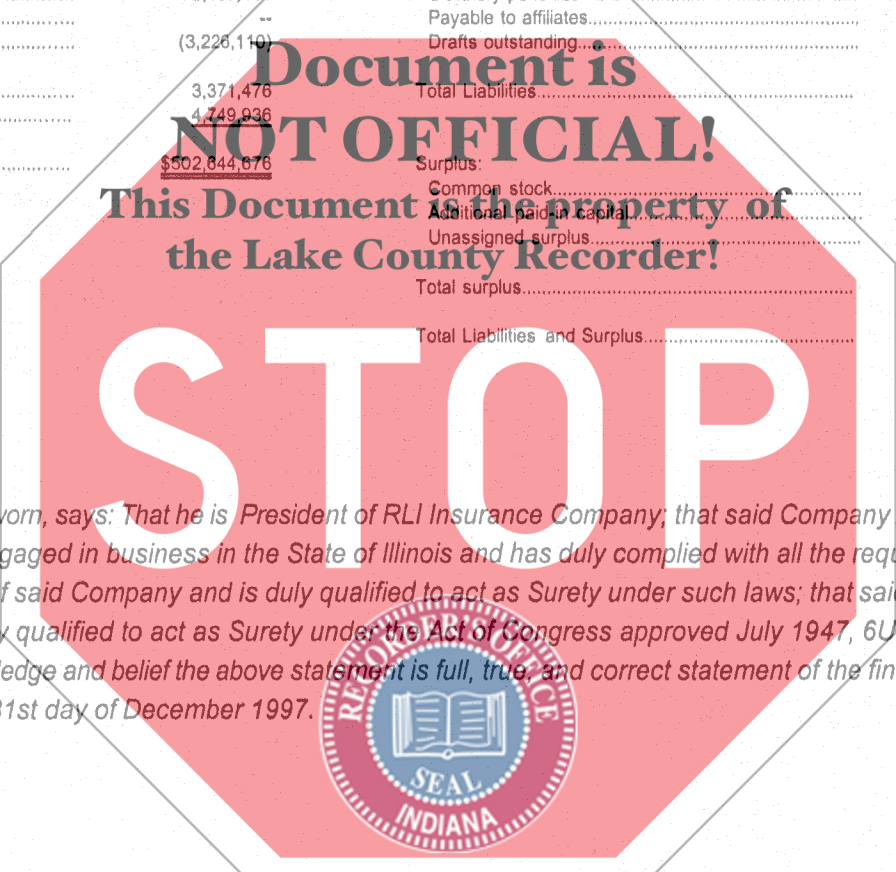 --
Payable to affiliates
(3,226,110)
Drafts outstanding
Document is
3,371,476
Total Liabilities
4,749,936
NOT OFFICIAL!
$502,644,676
Surplus:
Common stock
This Document is the property of
Additional paid-in capital
Unassigned surplus
the Lake County Recorder!
Total surplus
Total Liabilities and Surplus
STOP
vorn, says: That he is President of RLI Insurance Company; that said Company
gaged in business in the State of Illinois and has duly complied with all the requ
f said Company and is duly qualified to act as Surety under such laws; that said
y qualified to act as Surety under the Act of Congress approved July 1947, 6U
ledge and belief the above statement is full, true, and correct statement of the fin
31st day of December 1997.
RECORDER'S OFFICE
SEAL
INDIANA